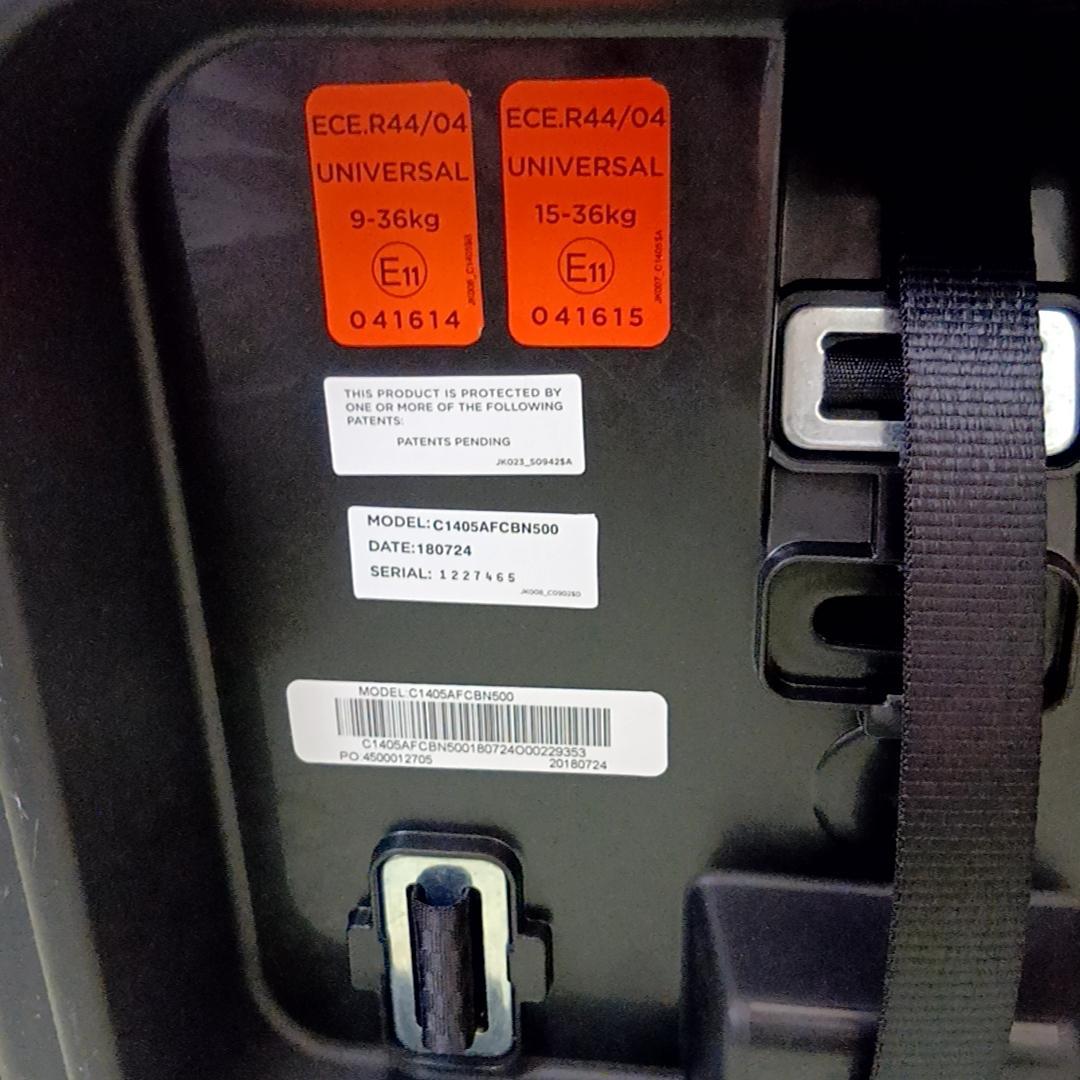 ECE.R44/04
UNIVERSAL
9-36kg
E11
041614
ECE.R44/04
UNIVERSAL
15-36kg
E11
041615
THIS PRODUCT IS PROTECTED BY
ONE OR MORE OF THE FOLLOWING
PATENTS:
PATENTS PENDING
JK023_S0942$A
MODEL:C1405AFCBN500
DATE:180724
SERIAL: 1227465
MODEL:C1405AFCBN500
C1405AFCBN500180724O00229353
PO:4500012705
20180724